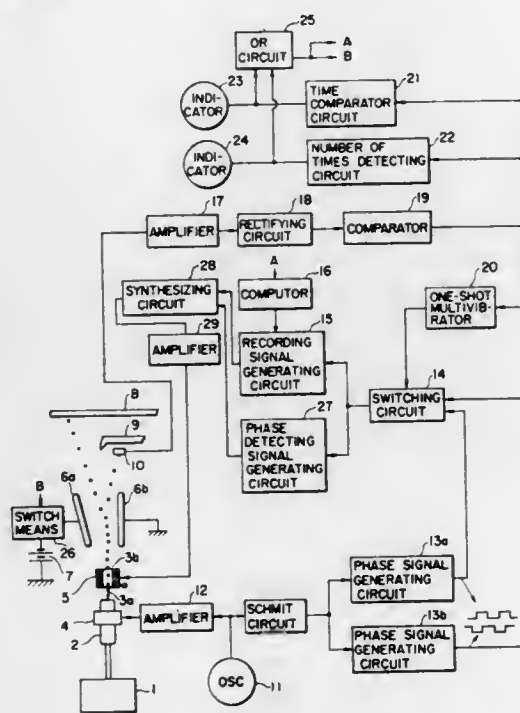 25
OR
CIRCUIT
A
B
23
INDI-
CATOR
21
TIME
COMPARATOR
CIRCUIT
24
INDI-
CATOR
22
NUMBER OF
TIMES DETECTING
CIRCUIT
17
AMPLIFIER
18
RECTIFYING
CIRCUIT
19
COMPARATOR
A
28
SYNTHESIZING
CIRCUIT
16
COMPUTOR
20
ONE-SHOT
MULTIVIB-
RATOR
29
AMPLIFIER
15
RECORDING
SIGNAL
GENERATING
CIRCUIT
14
SWITCHING
CIRCUIT
8
9
10
27
PHASE
DETECTING
SIGNAL
GENERATING
CIRCUIT
6a
6b
B
SWITCH
MEANS
26
7
5
3b
3a
13a
PHASE SIGNAL
GENERATING
CIRCUIT
12
AMPLIFIER
SCHMIT
CIRCUIT
4
2
13b
PHASE SIGNAL
GENERATING
CIRCUIT
OSC
11
1